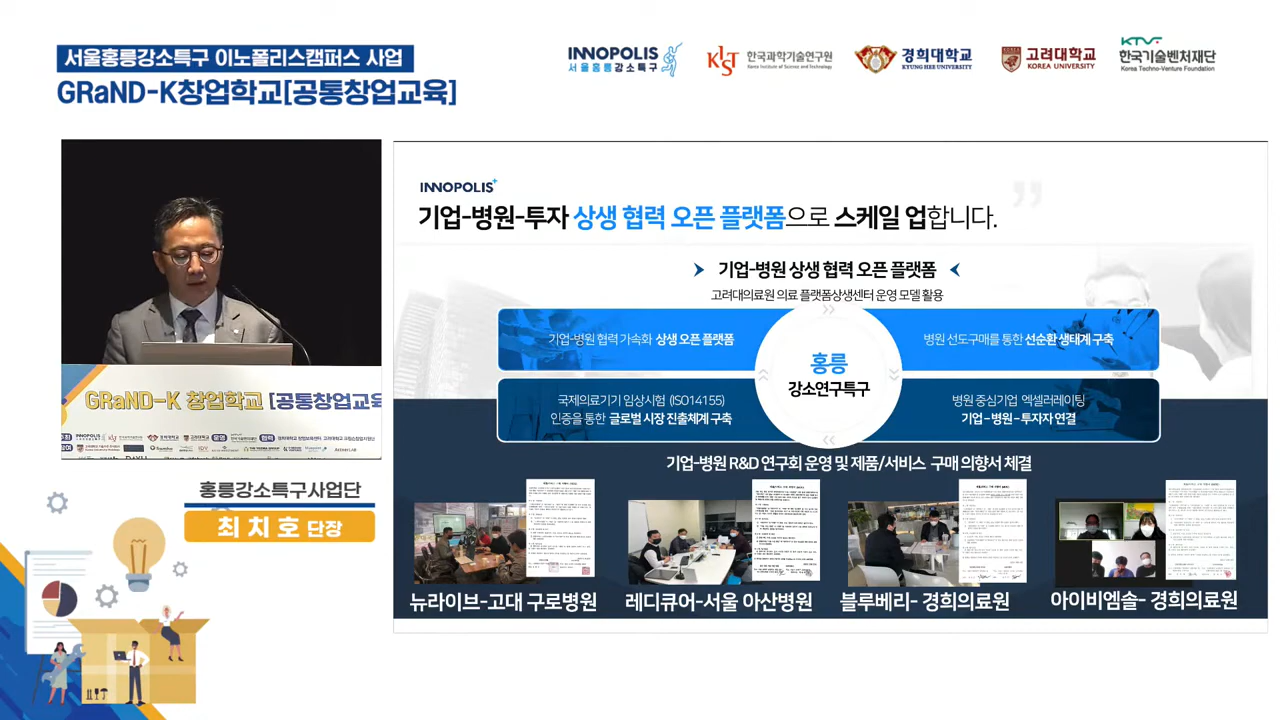 서울홍릉강소특구 이노폴리스캠퍼스 사업
GRaND-K창업학교[공통창업교육]
INNOPOLIS
서울홍릉강소특구
KIST
한국과학기술연구원
Korea Institute of Science and Technology
경희대학교
KYUNG HEE UNIVERSITY
고려대학교
KOREA UNIVERSITY
KTVF
한국기술벤처재단
Korea Techno-Venture Foundation
INNOPOLIS+
기업-병원-투자 상생 협력 오픈 플랫폼으로 스케일 업합니다.
기업-병원 상생 협력 오픈 플랫폼
고려대의료원 의료 플랫폼상생센터 운영 모델 활용
기업-병원 협력 가속화 상생 오픈 플랫폼
병원 선도구매를 통한 선순환 생태계 구축
홍릉
강소연구특구
국제의료기기 임상시험 (ISO14155)
인증을 통한 글로벌 시장 진출체계 구축
병원 중심기업 엑셀러레이팅
기업 – 병원 – 투자자 연결
기업-병원 R&D 연구회 운영 및 제품/서비스 구매 의향서 체결
뉴라이브-고대 구로병원
레디큐어-서울 아산병원
블루베리- 경희의료원
아이비엠솔- 경희의료원
GRaND-K 창업학교 [공통창업교육
홍릉강소특구사업단
최치호 단장